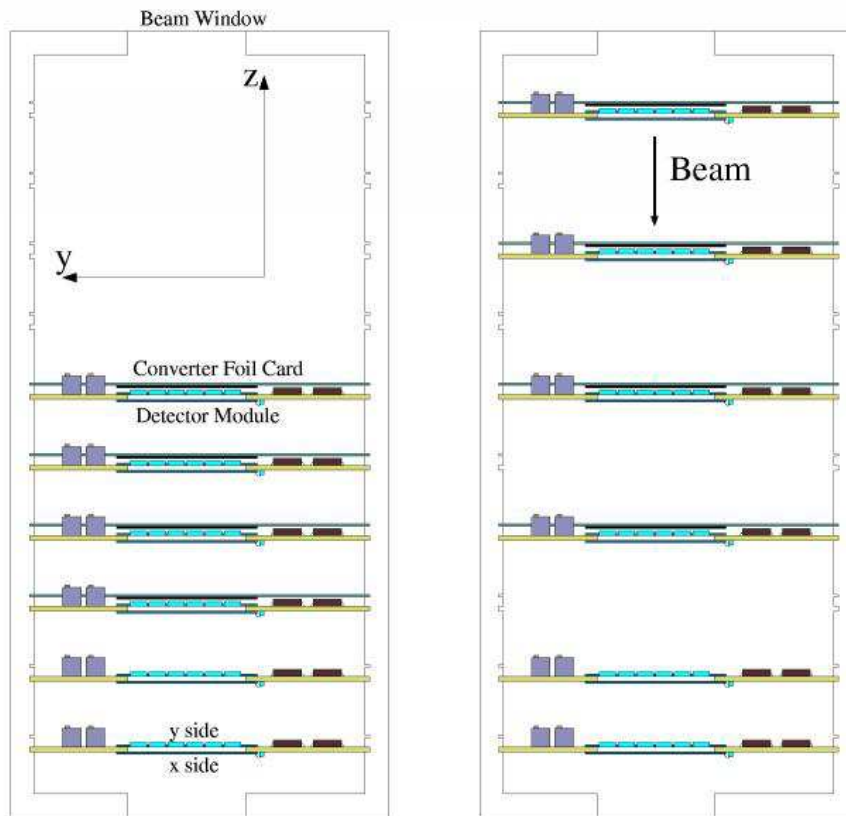 Beam Window
z
y
Beam
Converter Foil Card
Detector Module
y side
x side